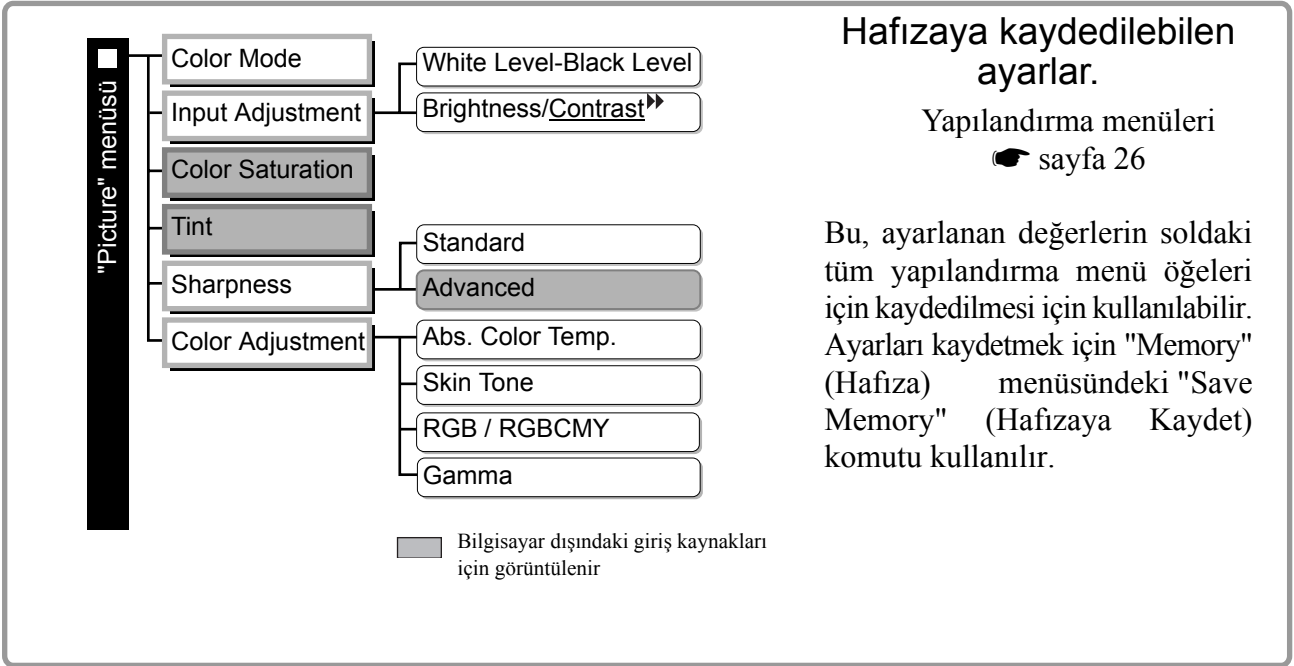 "Picture" menüsü
Color Mode
Input Adjustment
Color Saturation
Tint
Sharpness
Color Adjustment
White Level-Black Level
Brightness/Contrast
Standard
Advanced
Abs. Color Temp.
Skin Tone
RGB / RGBCMY
Gamma
Bilgisayar dışındaki giriş kaynakları
için görüntülenir
Hafızaya kaydedilebilen
ayarlar.
Yapılandırma menüleri
☛ sayfa 26
Bu, ayarlanan değerlerin soldaki
tüm yapılandırma menü öğeleri
için kaydedilmesi için kullanılabilir.
Ayarları kaydetmek için "Memory"
(Hafıza) menüsündeki "Save
Memory" (Hafızaya Kaydet)
komutu kullanılır.